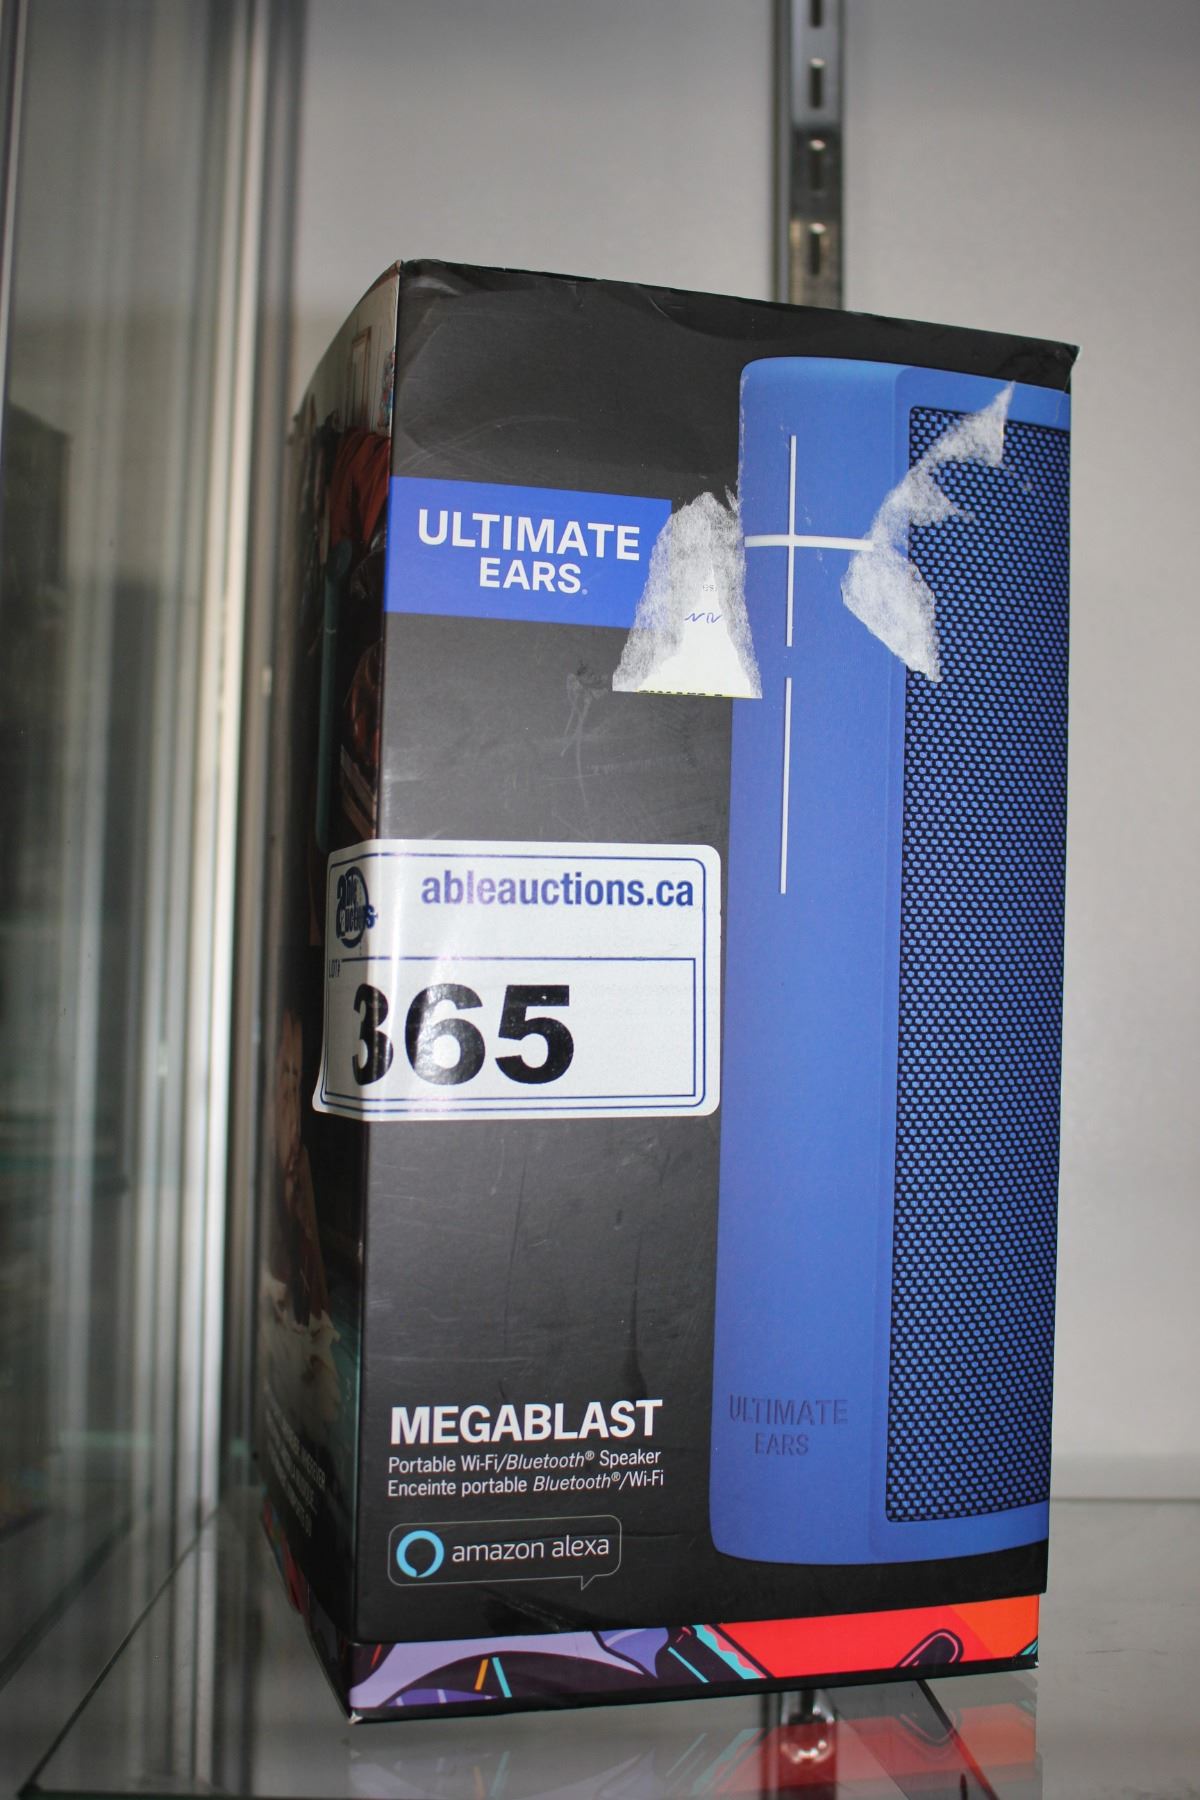 ULTIMATE
EARS
ableauctions.ca
LOT#
365
ULTIMATE
EARS
MEGABLAST
Portable Wi-Fi/Bluetooth® Speaker
Enceinte portable Bluetooth®/Wi-Fi
amazon alexa